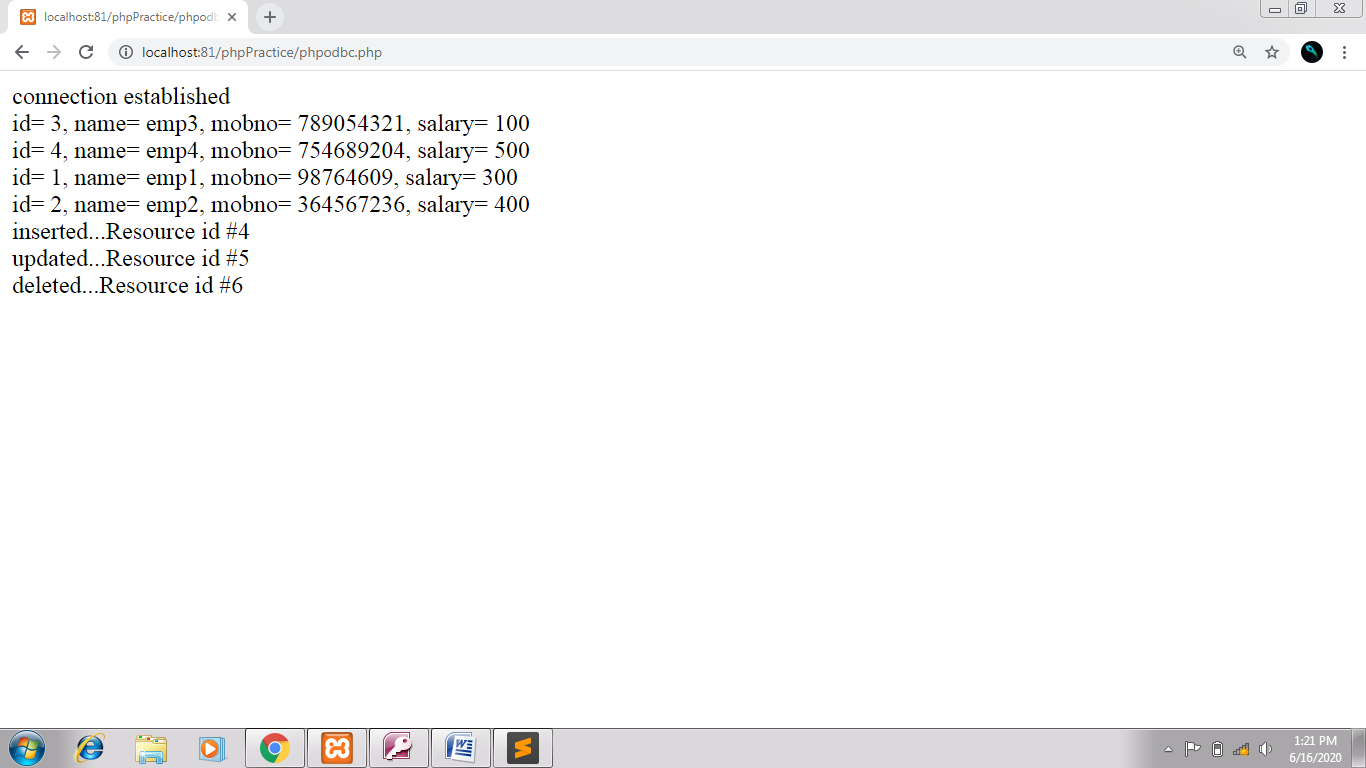 localhost:81/phpPractice/phpodb
localhost:81/phpPractice/phpodbc.php
connection established
id= 3, name= emp3, mobno= 789054321, salary= 100
id= 4, name= emp4, mobno= 754689204, salary= 500
id= 1, name= emp1, mobno= 98764609, salary= 300
id= 2, name= emp2, mobno= 364567236, salary= 400
inserted...Resource id #4
updated...Resource id #5
deleted...Resource id #6
1:21 PM
6/16/2020